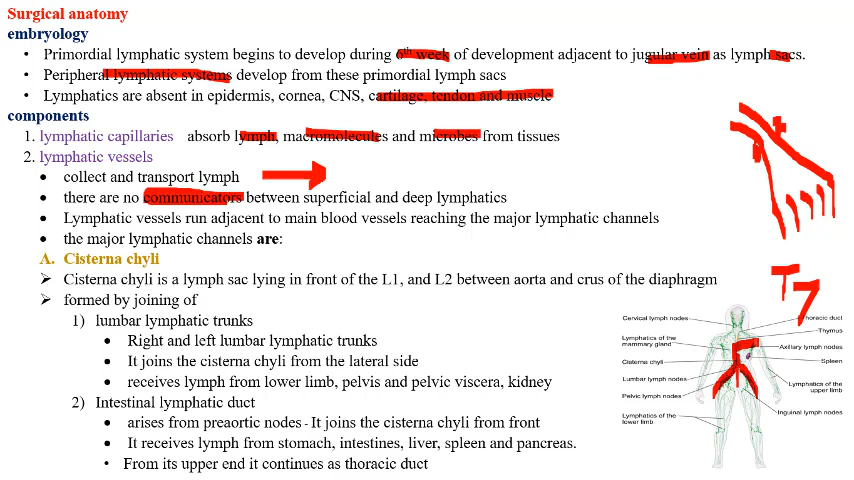 Surgical anatomy
embryology
• Primordial lymphatic system begins to develop during 6th week of development adjacent to jugular vein as lymph sacs.
• Peripheral lymphatic systems develop from these primordial lymph sacs
• Lymphatics are absent in epidermis, cornea, CNS, cartilage, tendon and muscle
components
1. lymphatic capillaries absorb lymph, macromolecules and microbes from tissues
2. lymphatic vessels
• collect and transport lymph
• there are no communicators between superficial and deep lymphatics
• Lymphatic vessels run adjacent to main blood vessels reaching the major lymphatic channels
• the major lymphatic channels are:
A. Cisterna chyli
➢ Cisterna chyli is a lymph sac lying in front of the L1, and L2 between aorta and crus of the diaphragm
➢ formed by joining of
1) lumbar lymphatic trunks
• Right and left lumbar lymphatic trunks
• It joins the cisterna chyli from the lateral side
• receives lymph from lower limb, pelvis and pelvic viscera, kidney
2) Intestinal lymphatic duct
• arises from preaortic nodes - It joins the cisterna chyli from front
• It receives lymph from stomach, intestines, liver, spleen and pancreas.
• From its upper end it continues as thoracic duct
Cervical lymph nodes
Lymphatics of the
mammary gland
Cisterna chyli
Lumbar lymph nodes
Pelvic lymph nodes
Lymphatics of the
lower limb
Thoracic duct
Thymus
Axillary lymph nodes
Spleen
Lymphatics of the
upper limb
Inguinal lymph nodes